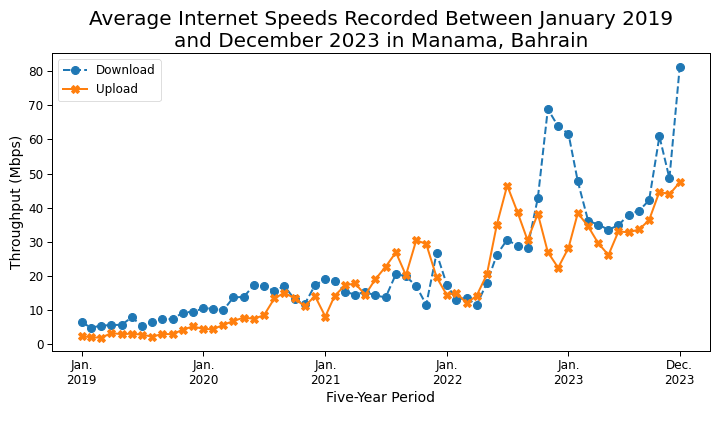 Average Internet Speeds Recorded Between January 2019
and December 2023 in Manama, Bahrain
Download
Upload
Throughput (Mbps)
80
70
60
50
40
30
20
10
0
Jan.
2019
Jan.
2020
Jan.
2021
Jan.
2022
Jan.
2023
Dec.
2023
Five-Year Period